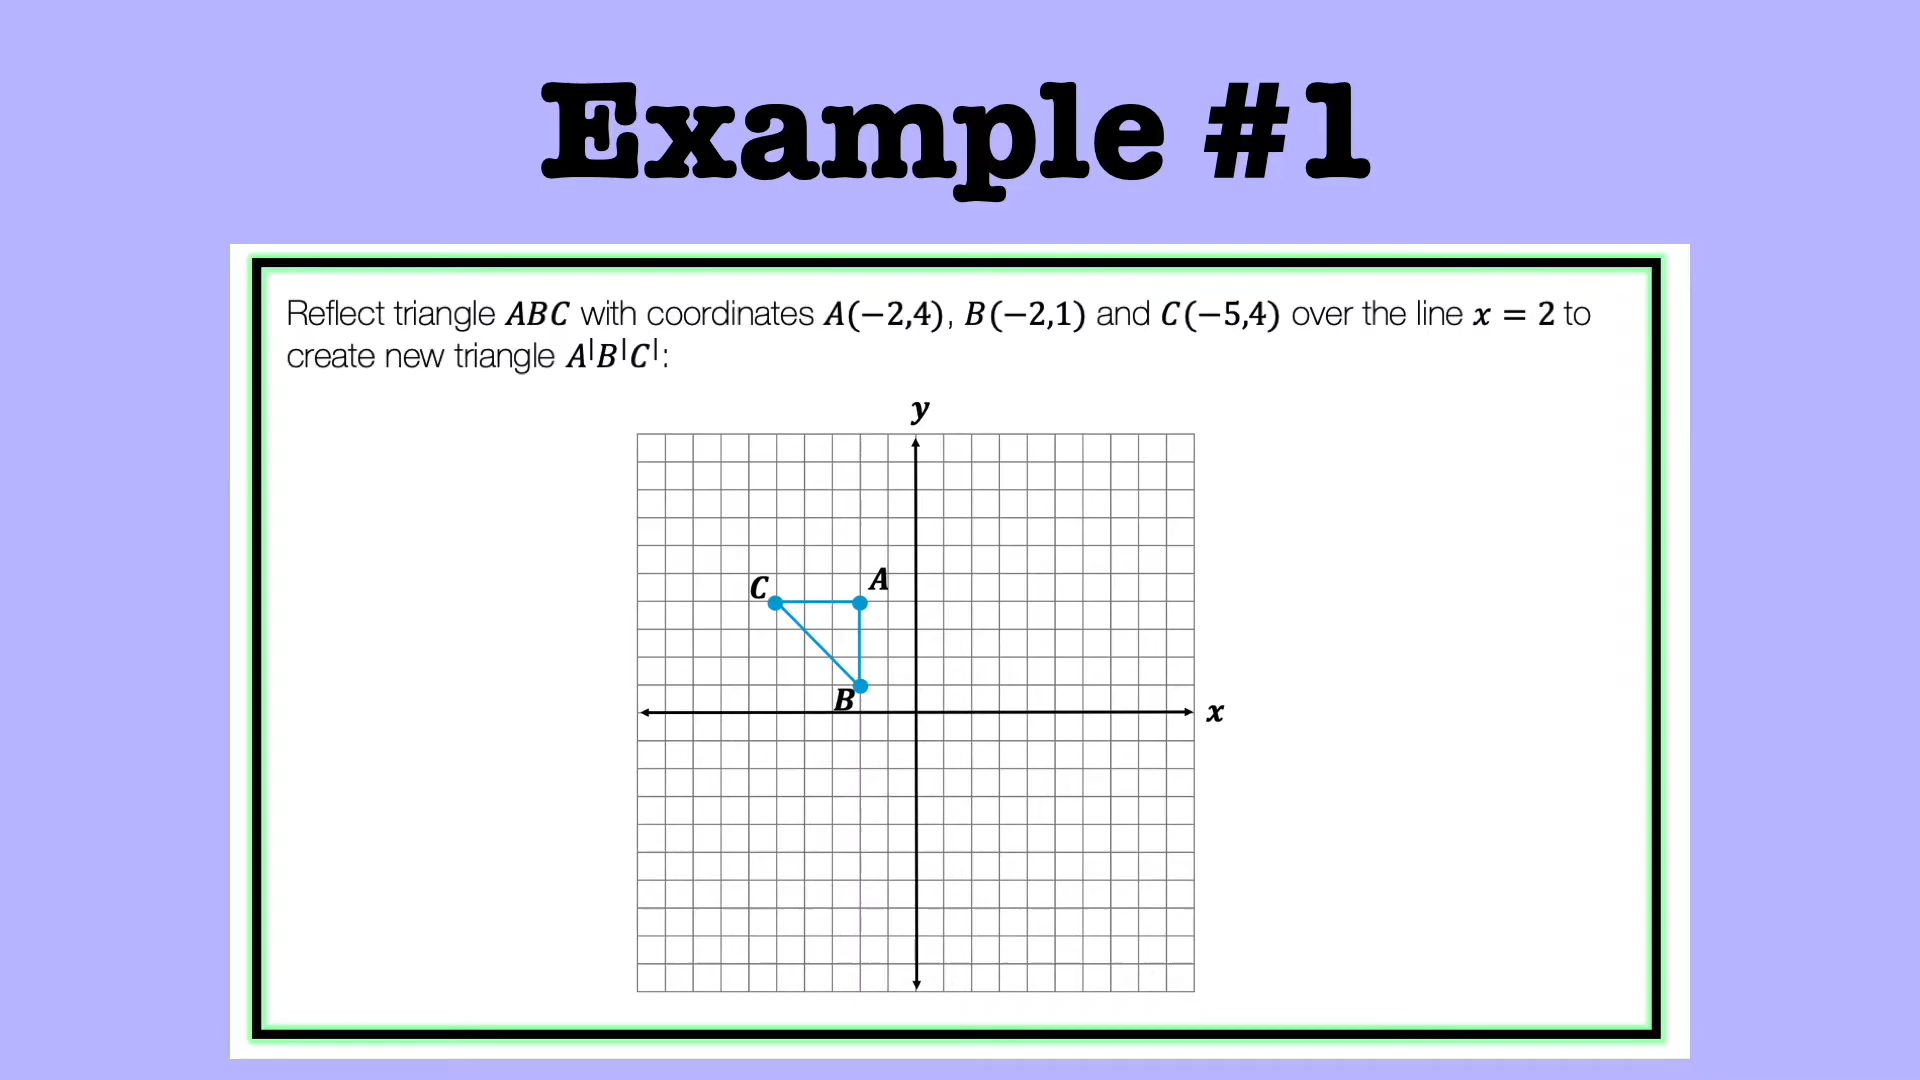 Example #1
Reflect triangle ABC with coordinates A(−2,4), B(−2,1) and C(−5,4) over the line x = 2 to
create new triangle A|B|C|:
y
C A
B
x